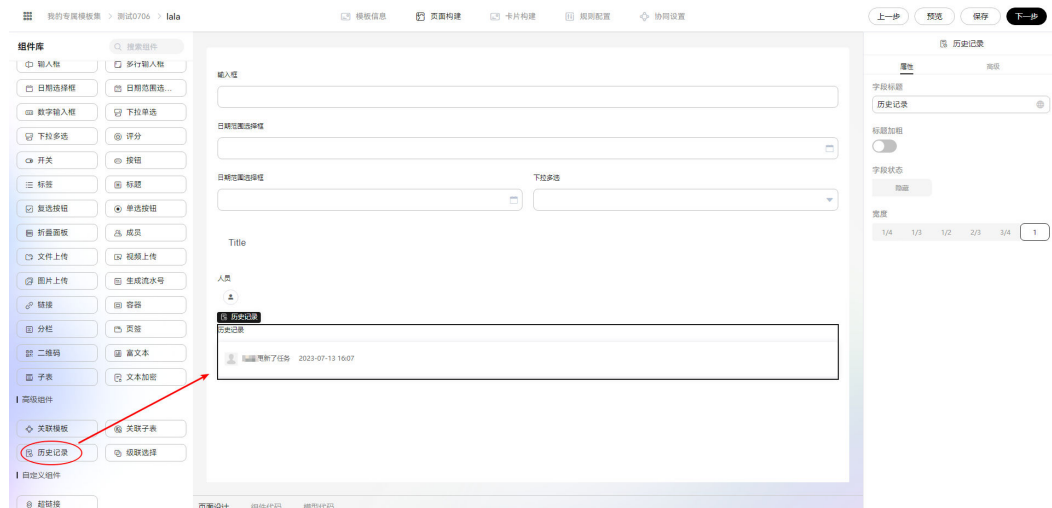 我的专属模板集 > 测试0706 > lala
模板信息 页面构建 卡片构建 规则配置 协同设置
上一步 预览 保存 下一步
组件库 搜索组件
输入框 多行输入框
日期选择框 日期范围选...
数字输入框 下拉单选
下拉多选 评分
开关 按钮
标签 标题
复选按钮 单选按钮
折叠面板 成员
文件上传 视频上传
图片上传 生成流水号
链接 容器
分栏 页签
二维码 富文本
子表 文本加密
高级组件
关联模板 关联子表
历史记录 级联选择
自定义组件
超链接
输入框
日期范围选择框
日期范围选择框 下拉多选
Title
人员
历史记录
历史记录
更新了任务 2023-07-13 16:07
页面设计 组件代码 模型代码
历史记录
属性 高级
字段标题
历史记录
标题加粗
字段状态
隐藏
宽度
1/4 1/3 1/2 2/3 3/4 1